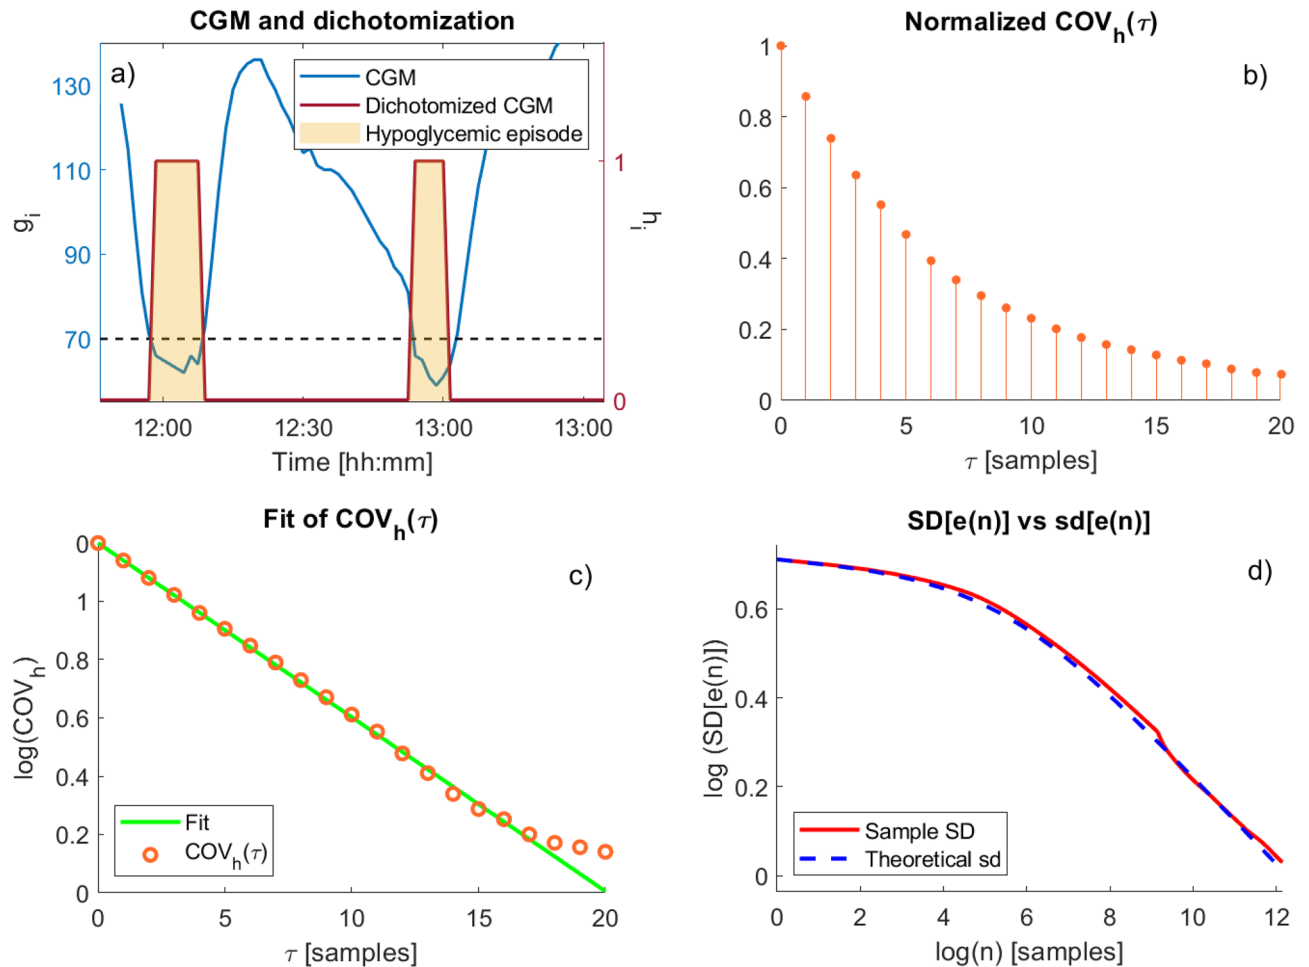 CGM and dichotomization
a)
130
110
90
70
g_i
CGM
Dichotomized CGM
Hypoglycemic episode
1
0
h_i
12:00 12:30 13:00 13:00
Time [hh:mm]
Normalized COV_h(τ)
b)
1
0.8
0.6
0.4
0.2
0
0 5 10 15 20
τ [samples]
Fit of COV_h(τ)
c)
0
1
0.8
0.6
0.4
0.2
0
log(COV_h)
Fit
COV_h(τ)
0 5 10 15 20
τ [samples]
SD[e(n)] vs sd[e(n)]
d)
0.6
0.4
0.2
0
log (SD[e(n)])
Sample SD
Theoretical sd
0 2 4 6 8 10 12
log(n) [samples]